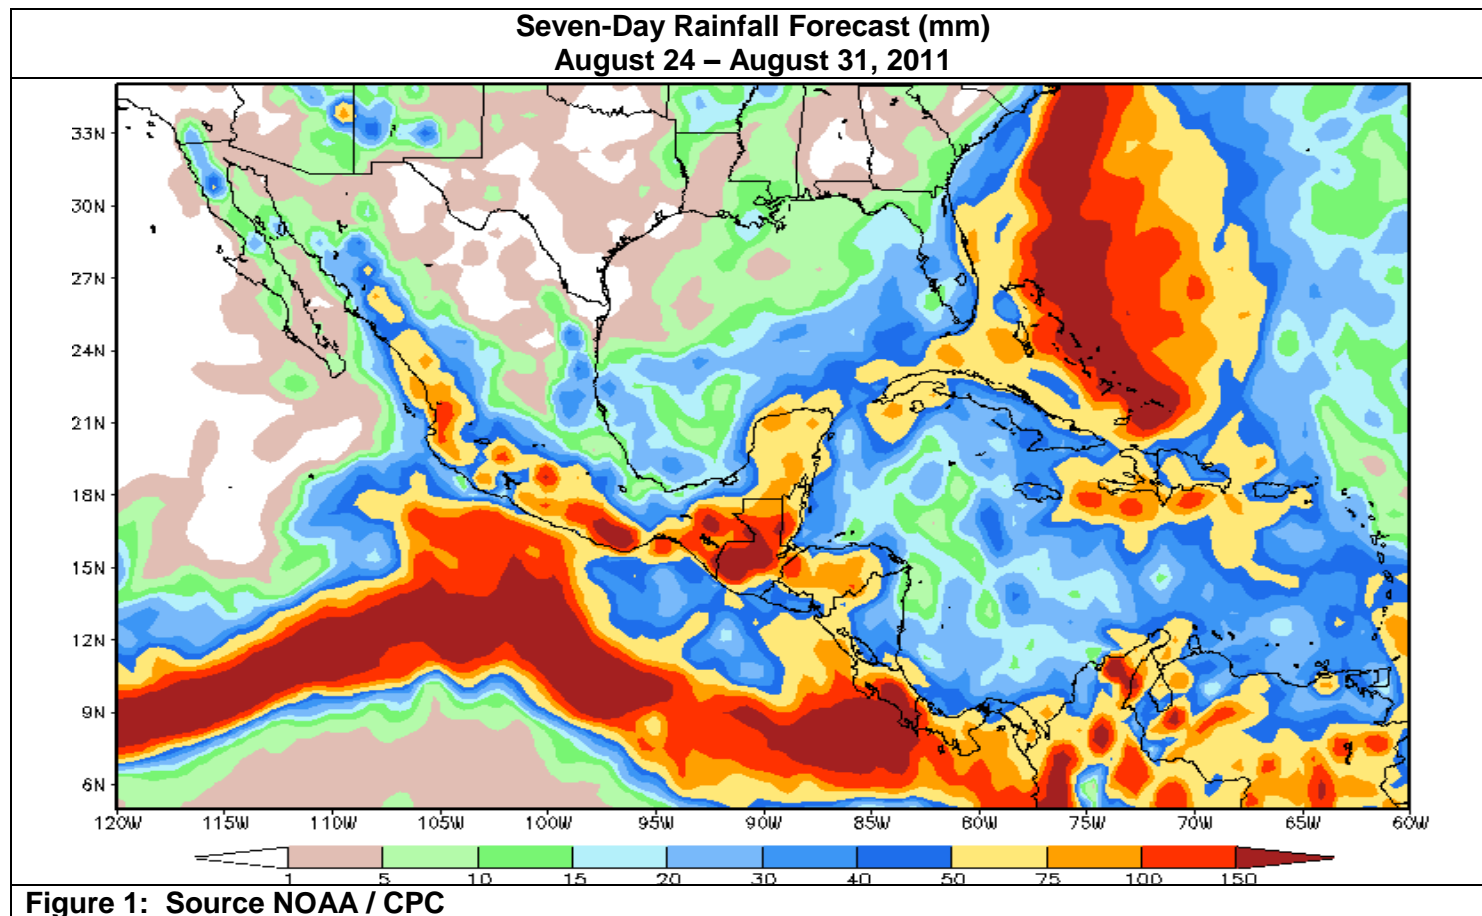 Seven-Day Rainfall Forecast (mm)
August 24 – August 31, 2011
33N
30N
27N
24N
21N
18N
15N
12N
9N
6N
120W 115W 110W 105W 100W 95W 90W 85W 80W 75W 70W 65W 60W
1 5 10 15 20 30 40 50 75 100 150
Figure 1: Source NOAA / CPC